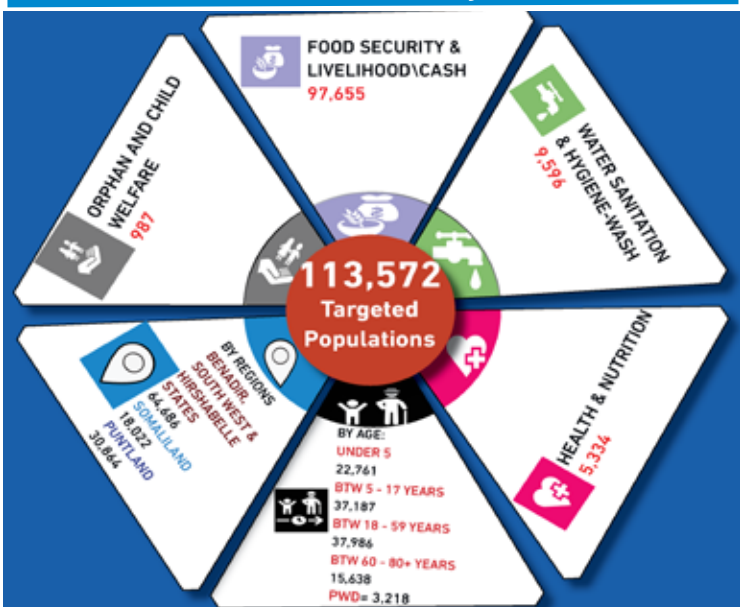 FOOD SECURITY &
LIVELIHOOD\CASH
97,655
WATER SANITATION
& HYGIENE-WASH
9,596
HEALTH & NUTRITION
5,334
BY AGE:
UNDER 5
22,761
BTW 5 - 17 YEARS
37,187
BTW 18 - 59 YEARS
37,986
BTW 60 - 80+ YEARS
15,638
PWD= 3,218
BY REGIONS
BENADIR,
SOUTH WEST &
HIRSHABELLE
STATES
64,686
SOMALILAND
18,022
PUNTLAND
30,864
ORPHAN AND CHILD
WELFARE
987
113,572
Targeted
Populations